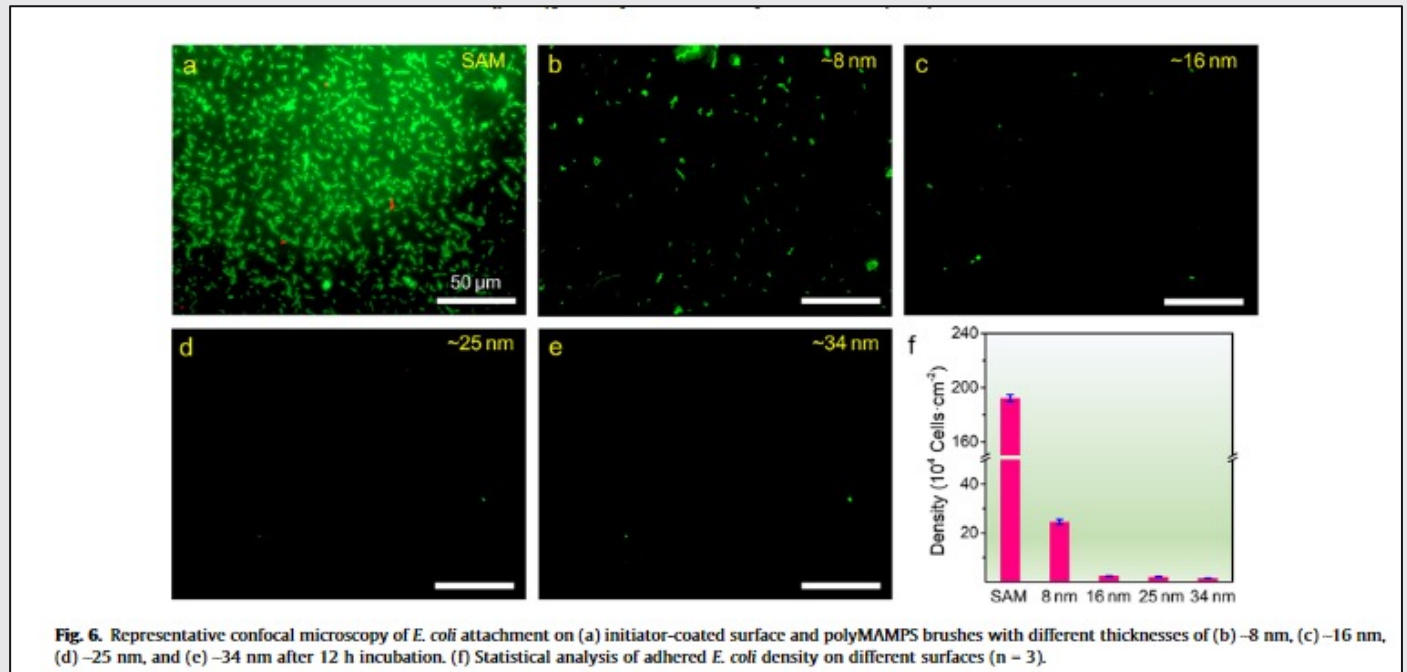 a
SAM
50 µm
b
~8 nm
c
~16 nm
d
~25 nm
e
~34 nm
f
Density (10⁴ Cells·cm⁻²)
240
200
160
40
20
SAM 8 nm 16 nm 25 nm 34 nm
Fig. 6. Representative confocal microscopy of E. coli attachment on (a) initiator-coated surface and polyMAMPS brushes with different thicknesses of (b) ~8 nm, (c) ~16 nm,
(d) ~25 nm, and (e) ~34 nm after 12 h incubation. (f) Statistical analysis of adhered E. coli density on different surfaces (n = 3).